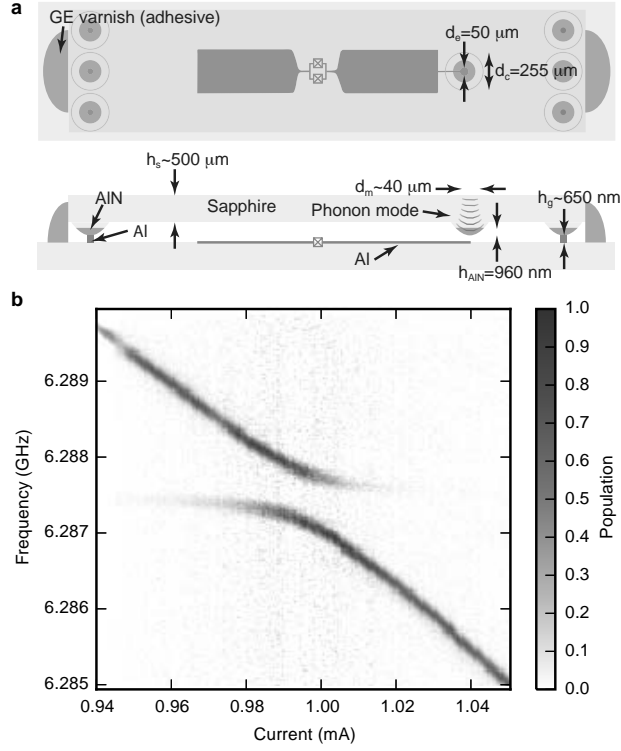 a
GE varnish (adhesive)
dₑ=50 μm
d_c=255 μm
hₛ~500 μm
dₘ~40 μm
h_g~650 nm
AlN
Sapphire
Phonon mode
Al
Al
h_AlN=960 nm
b
1.0
0.9
6.289
0.8
0.7
6.288
0.6
Frequency (GHz)
0.5
Population
6.287
0.4
0.3
6.286
0.2
0.1
6.285
0.0
0.94
0.96
0.98
1.00
1.02
1.04
Current (mA)